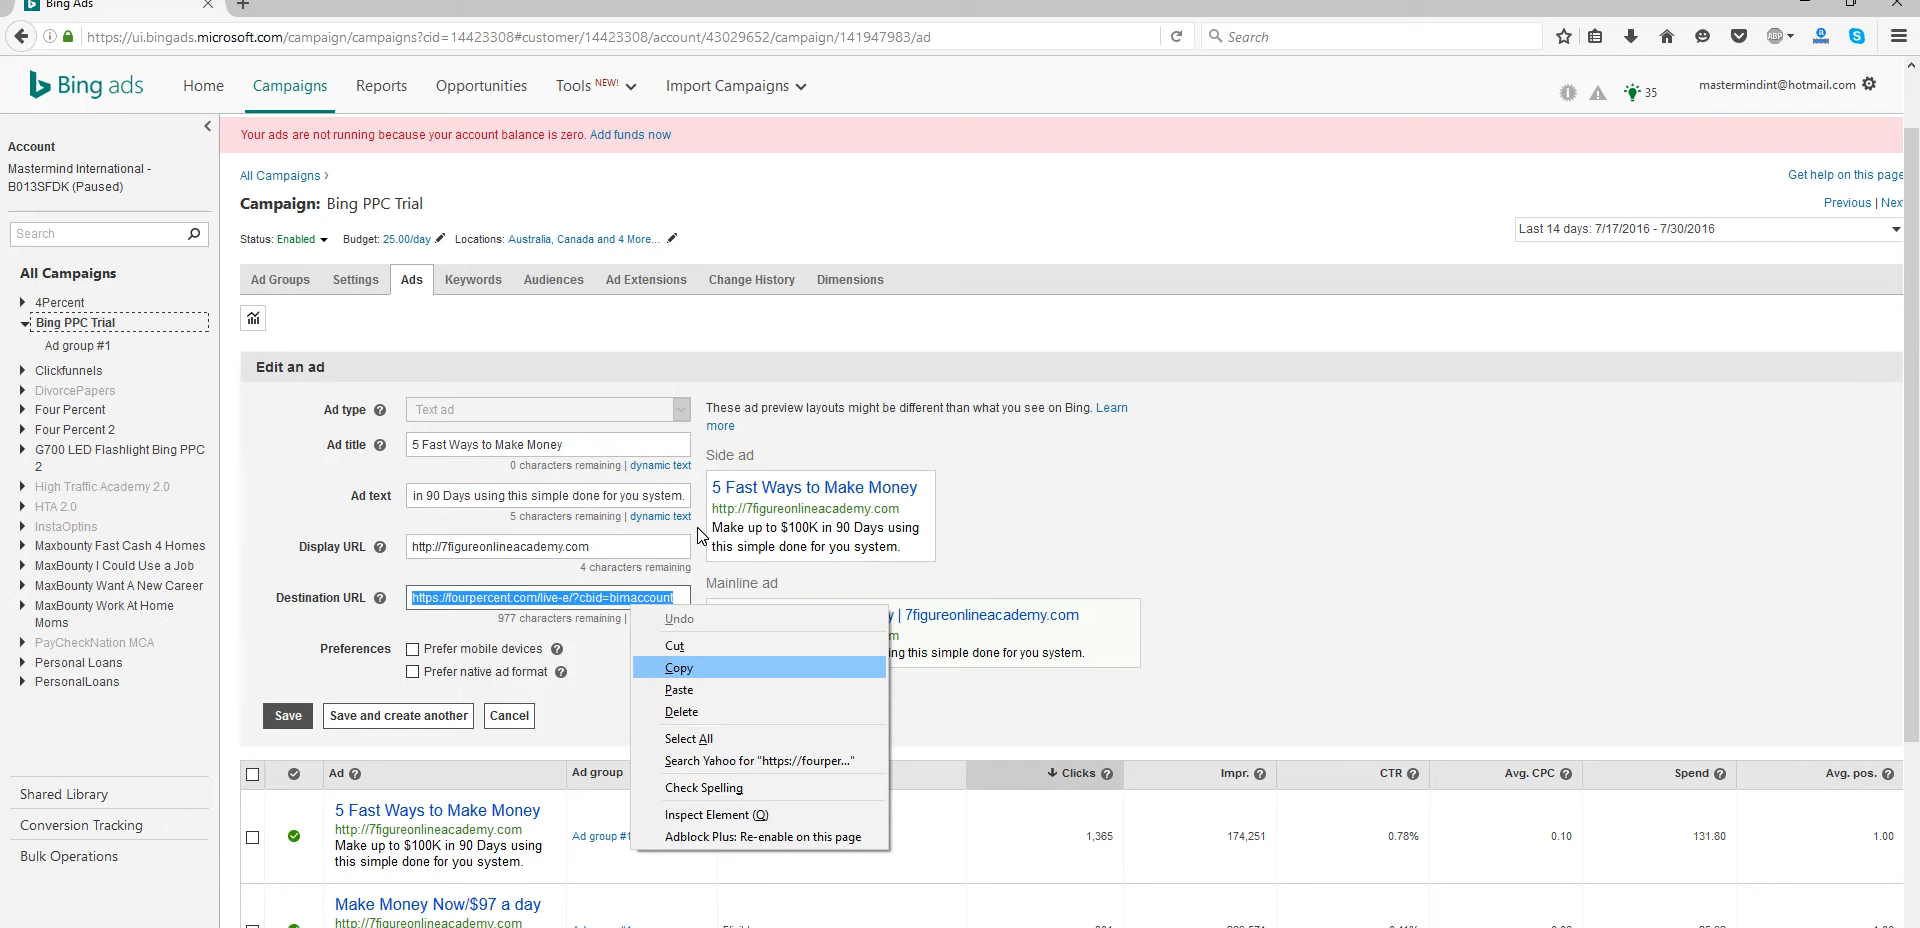 Bing Ads
https://ui.bingads.microsoft.com/campaign/campaigns?cid=14423308#customer/14423308/account/43029652/campaign/141947983/ad
Search
ABP
Bing ads
Home
Campaigns
Reports
Opportunities
Tools NEW!
Import Campaigns
35
mastermindint@hotmail.com
Your ads are not running because your account balance is zero. Add funds now
Account
Mastermind International -
B013SFDK (Paused)
Search
All Campaigns
4Percent
Bing PPC Trial
Ad group #1
Clickfunnels
DivorcePapers
Four Percent
Four Percent 2
G700 LED Flashlight Bing PPC
2
High Traffic Academy 2.0
HTA 2.0
InstaOptins
Maxbounty Fast Cash 4 Homes
MaxBounty I Could Use a Job
MaxBounty Want A New Career
MaxBounty Work At Home
Moms
PayCheckNation MCA
Personal Loans
PersonalLoans
Shared Library
Conversion Tracking
Bulk Operations
All Campaigns ›
Get help on this page
Campaign: Bing PPC Trial
Previous | Nex
Status: Enabled Budget: 25.00/day Locations: Australia, Canada and 4 More...
Last 14 days: 7/17/2016 - 7/30/2016
Ad Groups Settings Ads Keywords Audiences Ad Extensions Change History Dimensions
Edit an ad
Ad type ? Text ad
Ad title ? 5 Fast Ways to Make Money
0 characters remaining | dynamic text
Ad text in 90 Days using this simple done for you system.
5 characters remaining | dynamic text
Display URL ? http://7figureonlineacademy.com
4 characters remaining
Destination URL ? https://fourpercent.com/live-e/?cbid=bimaccount
977 characters remaining |
Preferences Prefer mobile devices ?
Prefer native ad format ?
Save Save and create another Cancel
These ad preview layouts might be different than what you see on Bing. Learn
more
Side ad
5 Fast Ways to Make Money
http://7figureonlineacademy.com
Make up to $100K in 90 Days using
this simple done for you system.
Mainline ad
y | 7figureonlineacademy.com
m
ing this simple done for you system.
Undo
Cut
Copy
Paste
Delete
Select All
Search Yahoo for "https://fourper..."
Check Spelling
Inspect Element (Q)
Adblock Plus: Re-enable on this page
Ad ? Ad group Clicks ? Impr. ? CTR ? Avg. CPC ? Spend ? Avg. pos. ?
5 Fast Ways to Make Money
http://7figureonlineacademy.com
Make up to $100K in 90 Days using
this simple done for you system.
Ad group #1 1,365 174,251 0.78% 0.10 131.80 1.00
Make Money Now/$97 a day
http://7figureonlineacademy.com